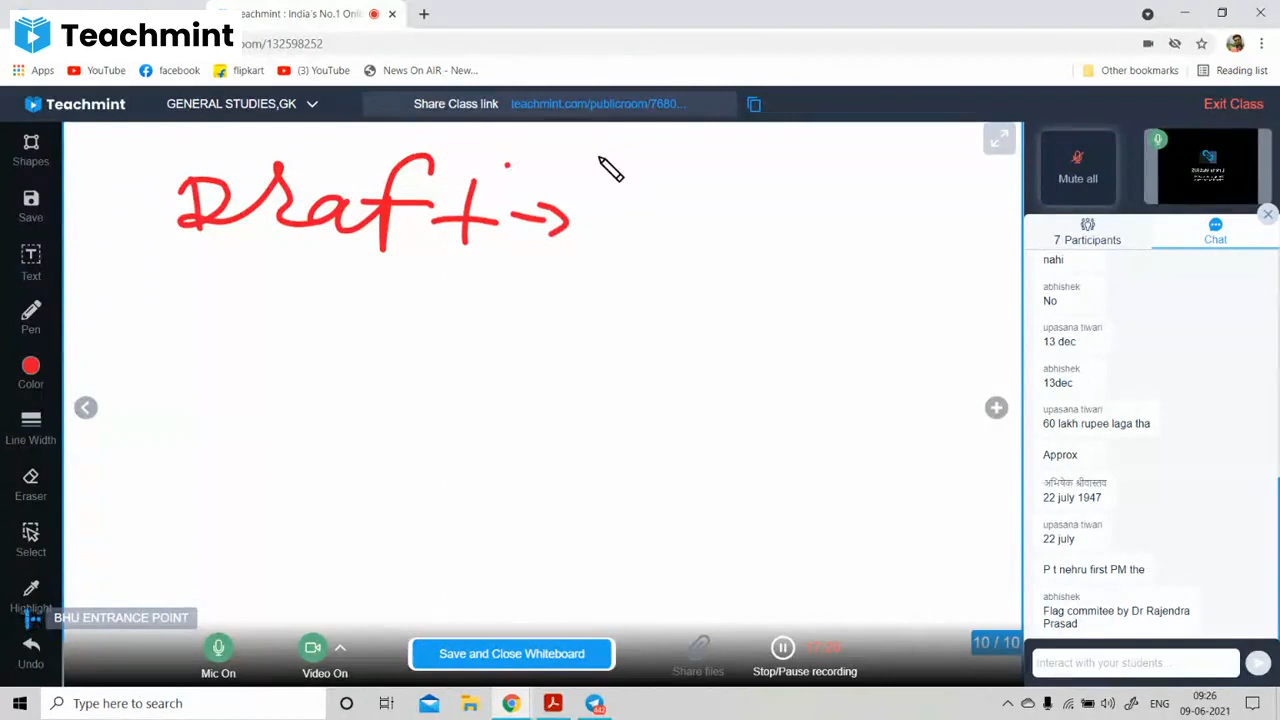 Teachmint : India's No.1 Onl
Teachmint
oom/132598252
Apps YouTube facebook flipkart (3) YouTube News On AIR - New... Other bookmarks Reading list
Teachmint GENERAL STUDIES,GK Share Class link teachmint.com/publicroom/7680... Exit Class
Draft →
Shapes
Save
Text
Pen
Color
Line Width
Eraser
Select
Highlight
BHU ENTRANCE POINT
Undo
Mic On
Video On
Save and Close Whiteboard
Share files
Stop/Pause recording
10 / 10
Mute all
7 Participants Chat
nahi
abhishek
No
upasana tiwari
13 dec
abhishek
13dec
upasana tiwari
60 lakh rupee laga tha
Approx
अभिषेक श्रीवास्तव
22 july 1947
upasana tiwari
22 july
P t nehru first PM the
abhishek
Flag commitee by Dr Rajendra
Prasad
Interact with your students...
Type here to search
442
ENG
09:26
09-06-2021